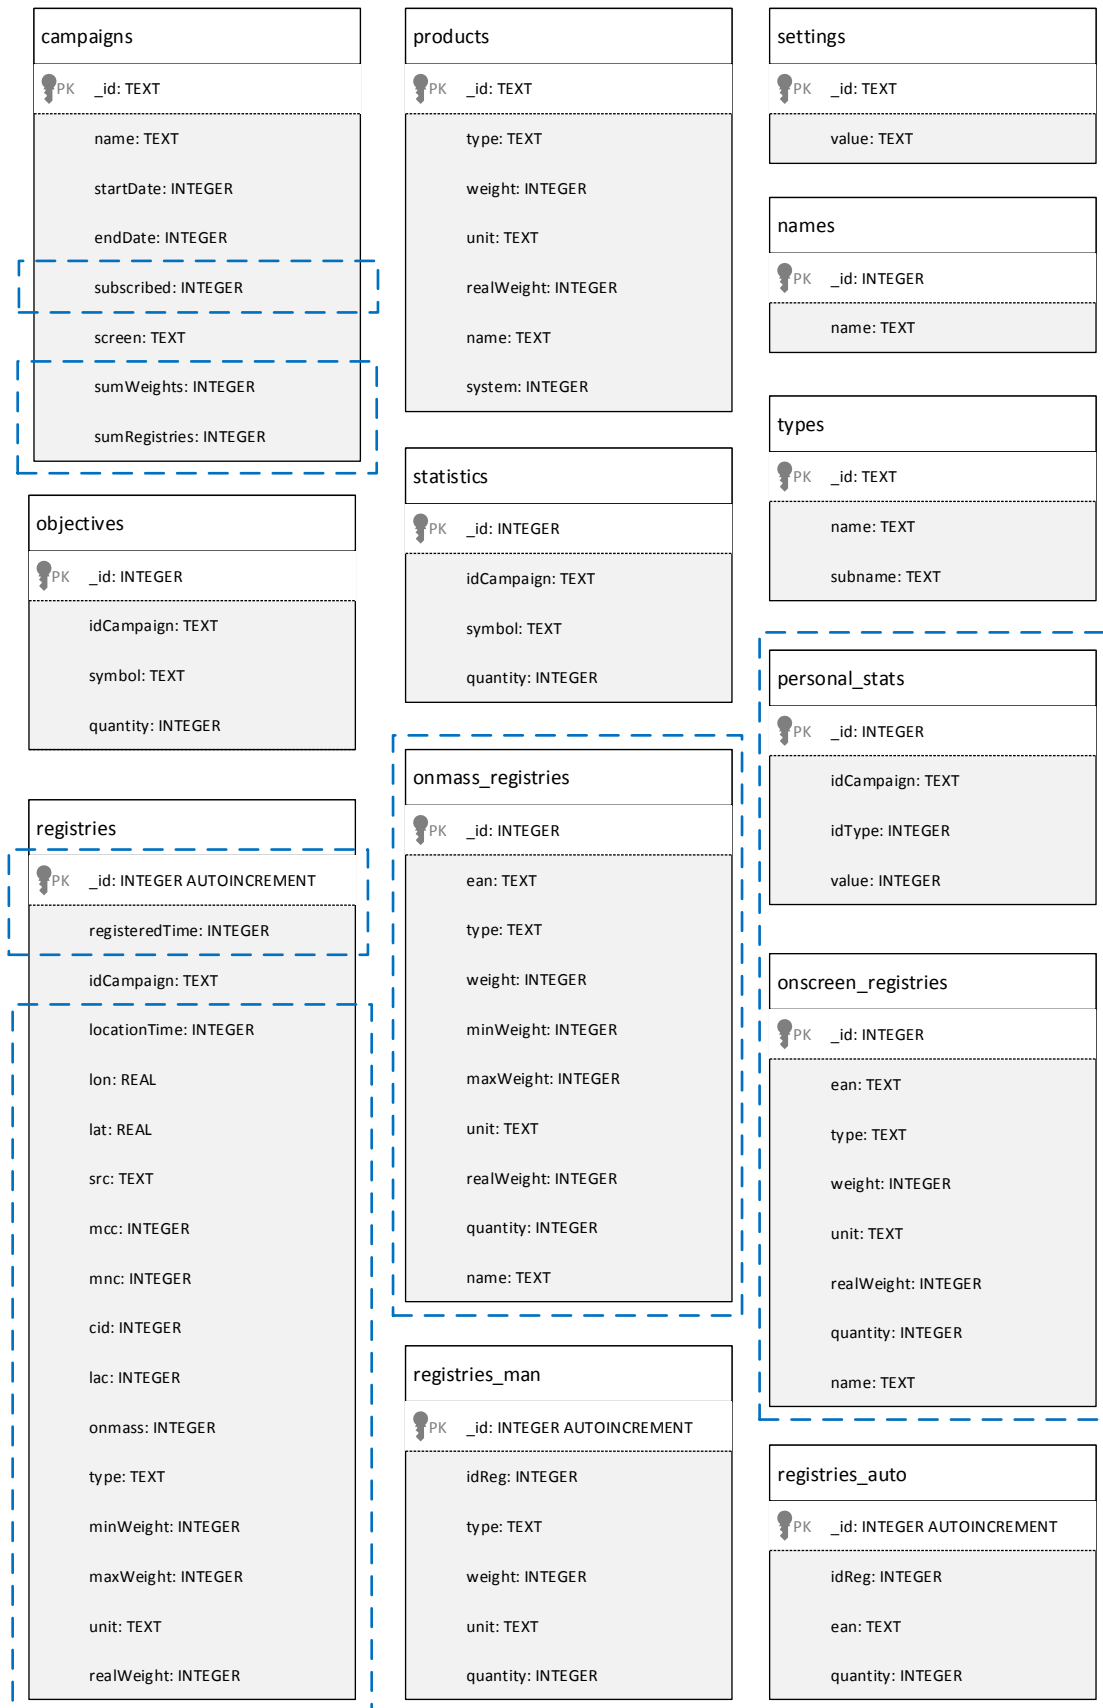 campaigns
PK _id: TEXT
name: TEXT
startDate: INTEGER
endDate: INTEGER
subscribed: INTEGER
screen: TEXT
sumWeights: INTEGER
sumRegistries: INTEGER
objectives
PK _id: INTEGER
idCampaign: TEXT
symbol: TEXT
quantity: INTEGER
registries
PK _id: INTEGER AUTOINCREMENT
registeredTime: INTEGER
idCampaign: TEXT
locationTime: INTEGER
lon: REAL
lat: REAL
src: TEXT
mcc: INTEGER
mnc: INTEGER
cid: INTEGER
lac: INTEGER
onmass: INTEGER
type: TEXT
minWeight: INTEGER
maxWeight: INTEGER
unit: TEXT
realWeight: INTEGER
products
PK _id: TEXT
type: TEXT
weight: INTEGER
unit: TEXT
realWeight: INTEGER
name: TEXT
system: INTEGER
statistics
PK _id: INTEGER
idCampaign: TEXT
symbol: TEXT
quantity: INTEGER
onmass_registries
PK _id: INTEGER
ean: TEXT
type: TEXT
weight: INTEGER
minWeight: INTEGER
maxWeight: INTEGER
unit: TEXT
realWeight: INTEGER
quantity: INTEGER
name: TEXT
registries_man
PK _id: INTEGER AUTOINCREMENT
idReg: INTEGER
type: TEXT
weight: INTEGER
unit: TEXT
quantity: INTEGER
settings
PK _id: TEXT
value: TEXT
names
PK _id: INTEGER
name: TEXT
types
PK _id: TEXT
name: TEXT
subname: TEXT
personal_stats
PK _id: INTEGER
idCampaign: TEXT
idType: INTEGER
value: INTEGER
onscreen_registries
PK _id: INTEGER
ean: TEXT
type: TEXT
weight: INTEGER
unit: TEXT
realWeight: INTEGER
quantity: INTEGER
name: TEXT
registries_auto
PK _id: INTEGER AUTOINCREMENT
idReg: INTEGER
ean: TEXT
quantity: INTEGER